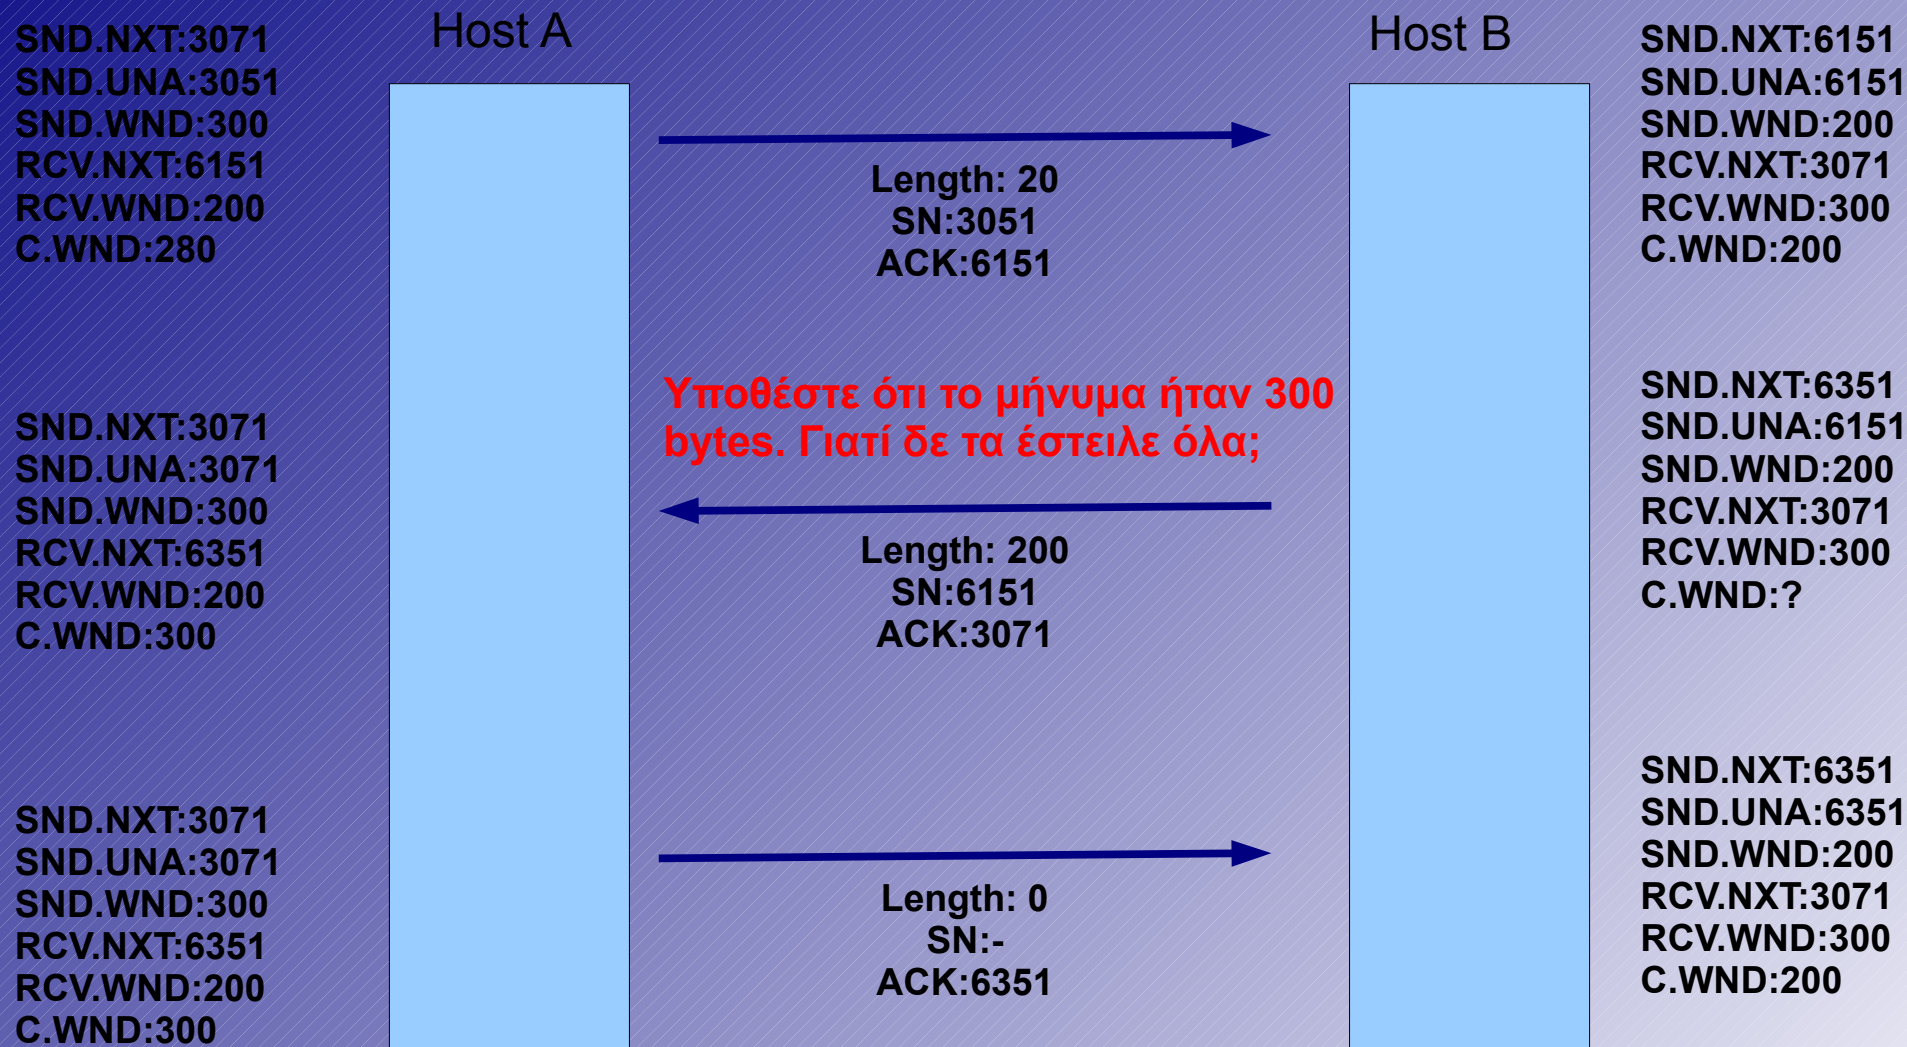 Host A
Host B
SND.NXT:3071
SND.UNA:3051
SND.WND:300
RCV.NXT:6151
RCV.WND:200
C.WND:280
Length: 20
SN:3051
ACK:6151
SND.NXT:6151
SND.UNA:6151
SND.WND:200
RCV.NXT:3071
RCV.WND:300
C.WND:200
Υποθέστε ότι το μήνυμα ήταν 300
bytes. Γιατί δε τα έστειλε όλα;
SND.NXT:3071
SND.UNA:3071
SND.WND:300
RCV.NXT:6351
RCV.WND:200
C.WND:300
Length: 200
SN:6151
ACK:3071
SND.NXT:6351
SND.UNA:6151
SND.WND:200
RCV.NXT:3071
RCV.WND:300
C.WND:?
SND.NXT:3071
SND.UNA:3071
SND.WND:300
RCV.NXT:6351
RCV.WND:200
C.WND:300
Length: 0
SN:-
ACK:6351
SND.NXT:6351
SND.UNA:6351
SND.WND:200
RCV.NXT:3071
RCV.WND:300
C.WND:200